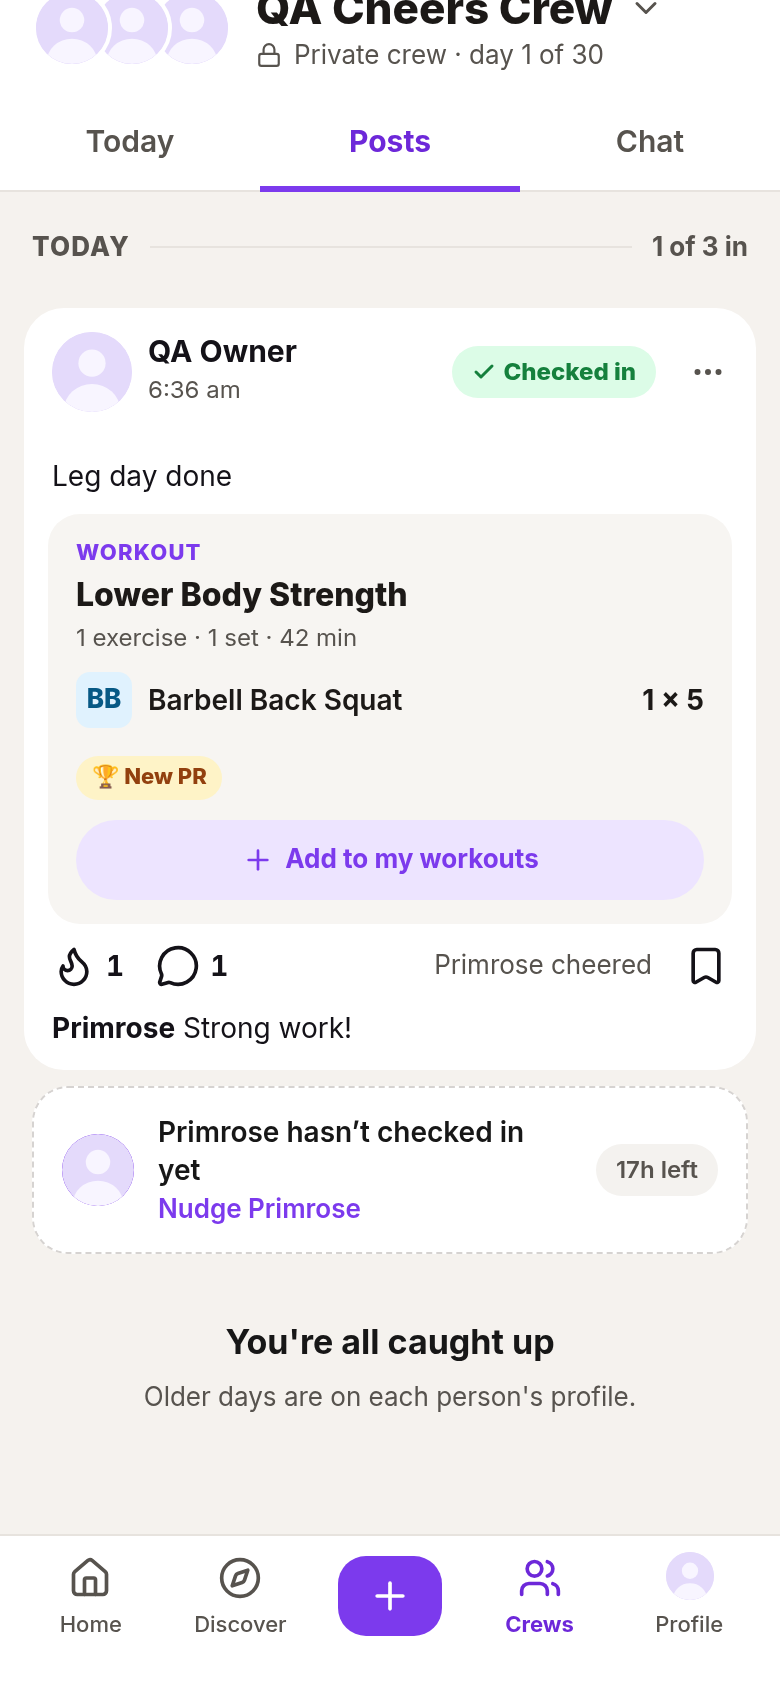 QA Cheers Crew
Private crew · day 1 of 30
Today Posts Chat
TODAY 1 of 3 in
QA Owner
6:36 am
Checked in
Leg day done
WORKOUT
Lower Body Strength
1 exercise · 1 set · 42 min
BB Barbell Back Squat 1 × 5
🏆 New PR
+ Add to my workouts
1 1 Primrose cheered
Primrose Strong work!
Primrose hasn’t checked in
yet
Nudge Primrose
17h left
You're all caught up
Older days are on each person's profile.
Home Discover Crews Profile